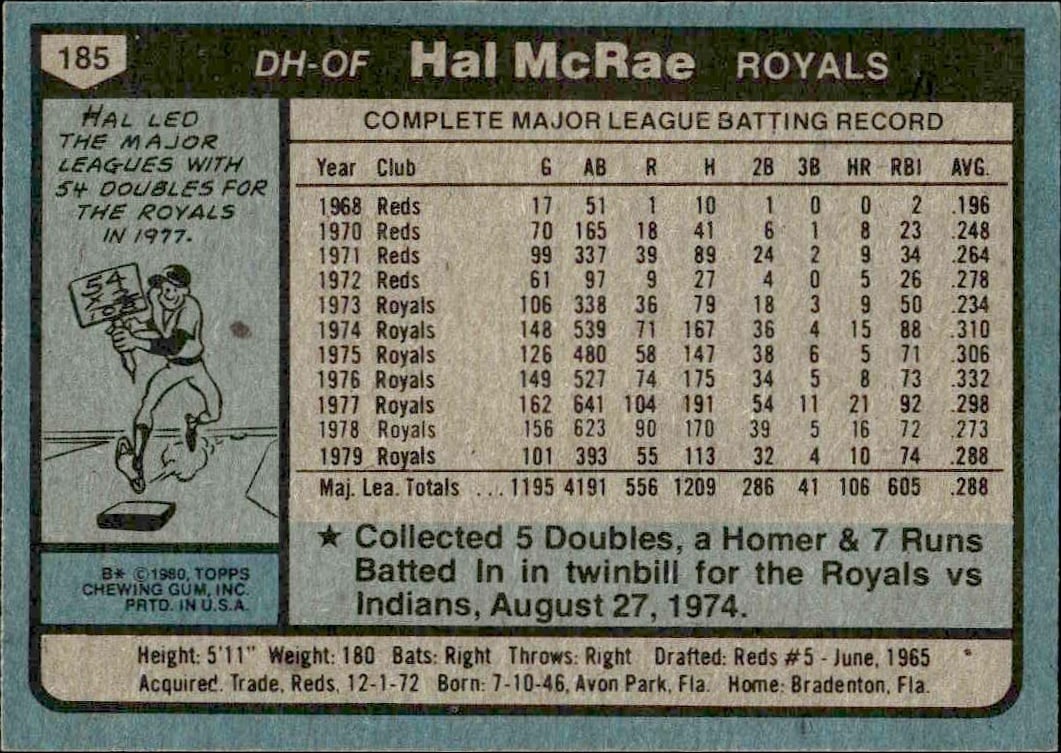 185 DH-OF Hal McRae ROYALS
HAL LED
THE MAJOR
LEAGUES WITH
54 DOUBLES FOR
THE ROYALS
IN 1977.
54
B* ©1980, TOPPS
CHEWING GUM, INC.
PRTD. IN U.S.A.
COMPLETE MAJOR LEAGUE BATTING RECORD
Year Club G AB R H 2B 3B HR RBI AVG.
1968 Reds 17 51 1 10 1 0 0 2 .196
1970 Reds 70 165 18 41 6 1 8 23 .248
1971 Reds 99 337 39 89 24 2 9 34 .264
1972 Reds 61 97 9 27 4 0 5 26 .278
1973 Royals 106 338 36 79 18 3 9 50 .234
1974 Royals 148 539 71 167 36 4 15 88 .310
1975 Royals 126 480 58 147 38 6 5 71 .306
1976 Royals 149 527 74 175 34 5 8 73 .332
1977 Royals 162 641 104 191 54 11 21 92 .298
1978 Royals 156 623 90 170 39 5 16 72 .273
1979 Royals 101 393 55 113 32 4 10 74 .288
Maj. Lea. Totals ... 1195 4191 556 1209 286 41 106 605 .288
★ Collected 5 Doubles, a Homer & 7 Runs
Batted In in twinbill for the Royals vs
Indians, August 27, 1974.
Height: 5'11" Weight: 180 Bats: Right Throws: Right Drafted: Reds #5 - June, 1965
Acquired. Trade, Reds, 12-1-72 Born: 7-10-46, Avon Park, Fla. Home: Bradenton, Fla.